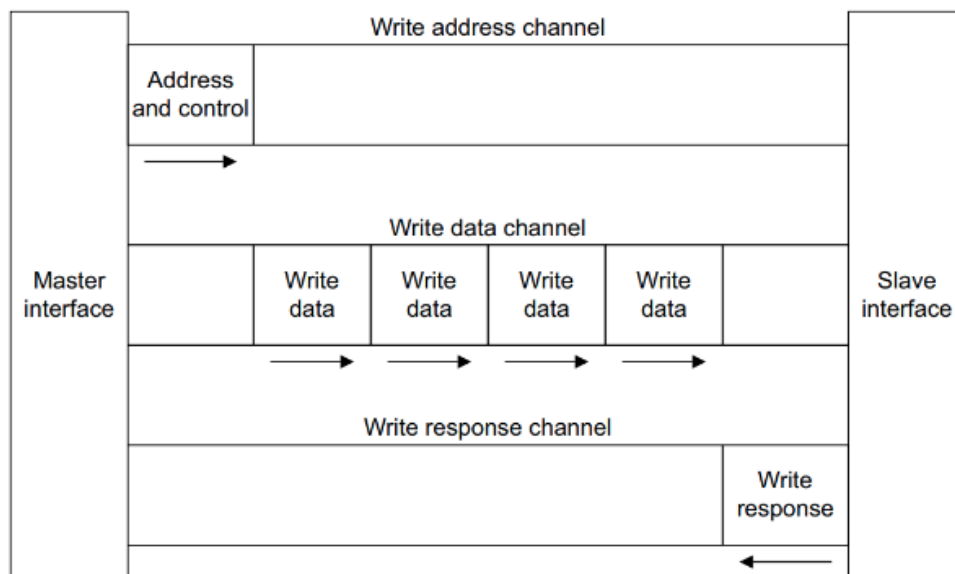 Write address channel
Address
and control
Write data channel
Master
interface
Write
data
Write
data
Write
data
Write
data
Slave
interface
Write response channel
Write
response